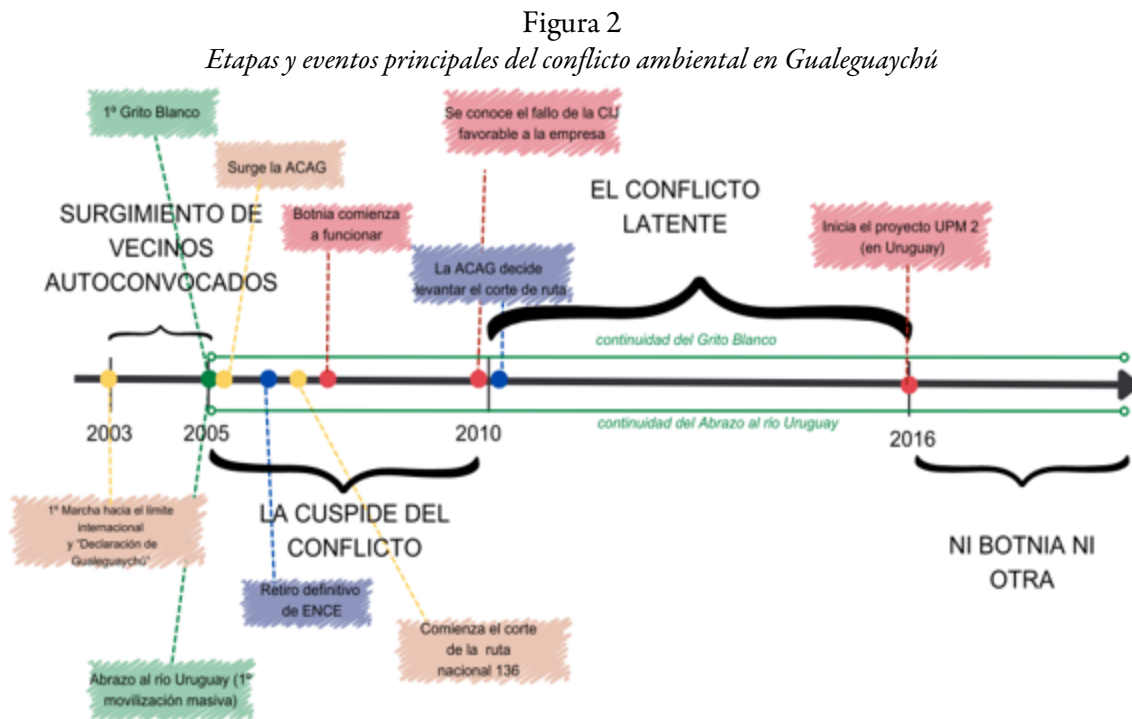 Figura 2
Etapas y eventos principales del conflicto ambiental en Gualeguaychú
1º Grito Blanco
Se conoce el fallo de la CIJ
favorable a la empresa
Surge la ACAG
SURGIMIENTO DE
VECINOS
AUTOCONVOCADOS
Botnia comienza
a funcionar
EL CONFLICTO
LATENTE
Inicia el proyecto UPM 2
(en Uruguay)
La ACAG decide
levantar el corte de ruta
continuidad del Grito Blanco
continuidad del Abrazo al río Uruguay
2003
2005
2010
2016
1º Marcha hacia el límite
internacional
y "Declaración de
Gualeguaychú"
LA CUSPIDE DEL
CONFLICTO
NI BOTNIA NI
OTRA
Retiro definitivo
de ENCE
Comienza el corte
de la ruta
nacional 136
Abrazo al río Uruguay (1º
movilización masiva)